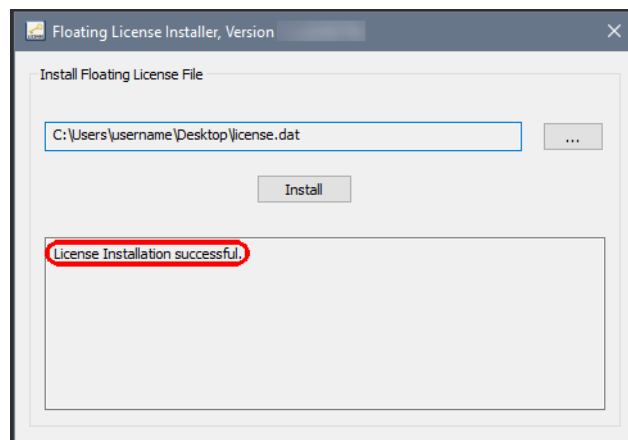 Floating License Installer, Version
Install Floating License File
C:\Users\username\Desktop\license.dat
...
Install
License Installation successful.